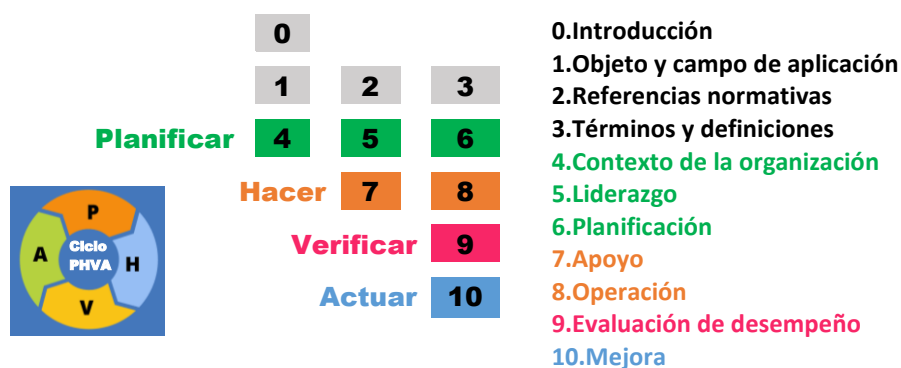 0
1 2 3
Planificar 4 5 6
Hacer 7 8
Verificar 9
Actuar 10
P
A Ciclo PHVA H
V
0.Introducción
1.Objeto y campo de aplicación
2.Referencias normativas
3.Términos y definiciones
4.Contexto de la organización
5.Liderazgo
6.Planificación
7.Apoyo
8.Operación
9.Evaluación de desempeño
10.Mejora